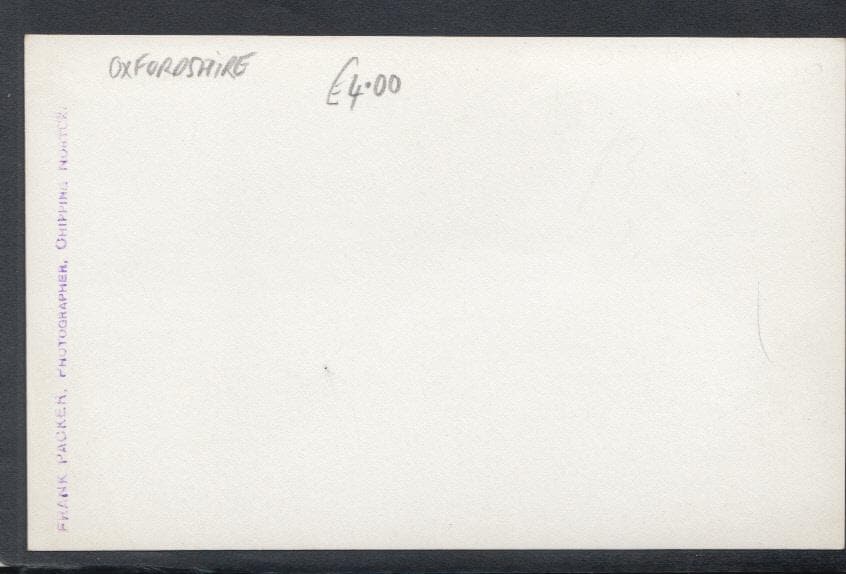 OXFORDSHIRE
£4.00
FRANK PACKER, PHOTOGRAPHER, CHIPPING NORTON.